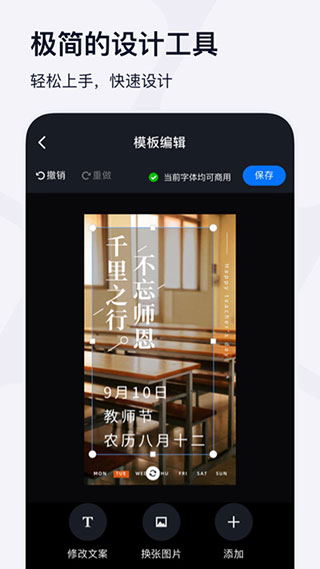 极简的设计工具
轻松上手，快速设计
模板编辑
撤销 重做 当前字体均可商用 保存
不忘师恩
千里之行。
Happy teacher's day
9月10日
教师节
农历八月十二
MON TUE WED THU FRI SAT SUN
T
修改文案 换张图片 添加